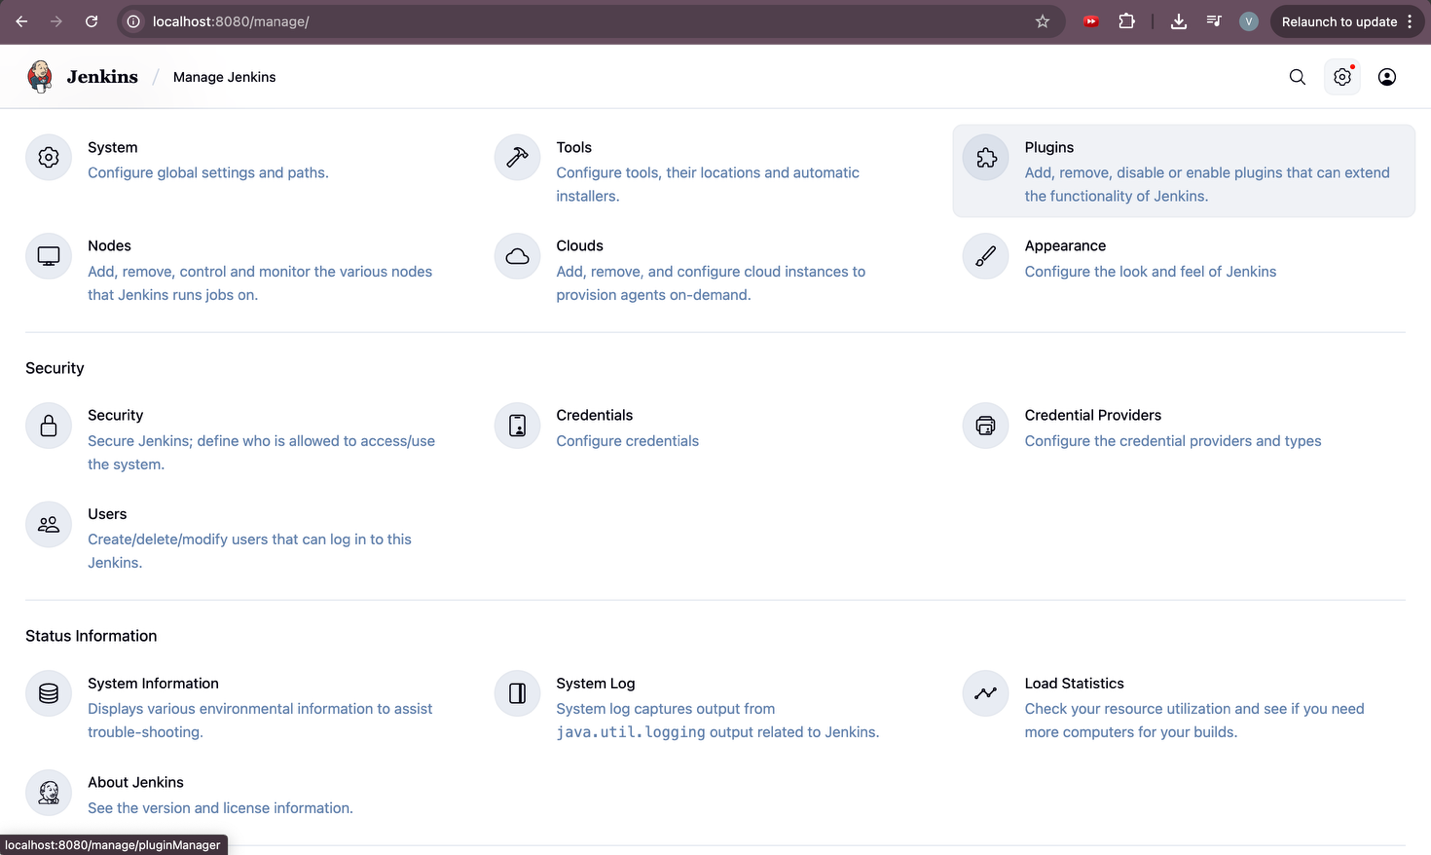 localhost:8080/manage/
V
Relaunch to update
Jenkins / Manage Jenkins
System
Configure global settings and paths.
Tools
Configure tools, their locations and automatic
installers.
Plugins
Add, remove, disable or enable plugins that can extend
the functionality of Jenkins.
Nodes
Add, remove, control and monitor the various nodes
that Jenkins runs jobs on.
Clouds
Add, remove, and configure cloud instances to
provision agents on-demand.
Appearance
Configure the look and feel of Jenkins
Security
Security
Secure Jenkins; define who is allowed to access/use
the system.
Credentials
Configure credentials
Credential Providers
Configure the credential providers and types
Users
Create/delete/modify users that can log in to this
Jenkins.
Status Information
System Information
Displays various environmental information to assist
trouble-shooting.
System Log
System log captures output from
java.util.logging output related to Jenkins.
Load Statistics
Check your resource utilization and see if you need
more computers for your builds.
About Jenkins
See the version and license information.
localhost:8080/manage/pluginManager